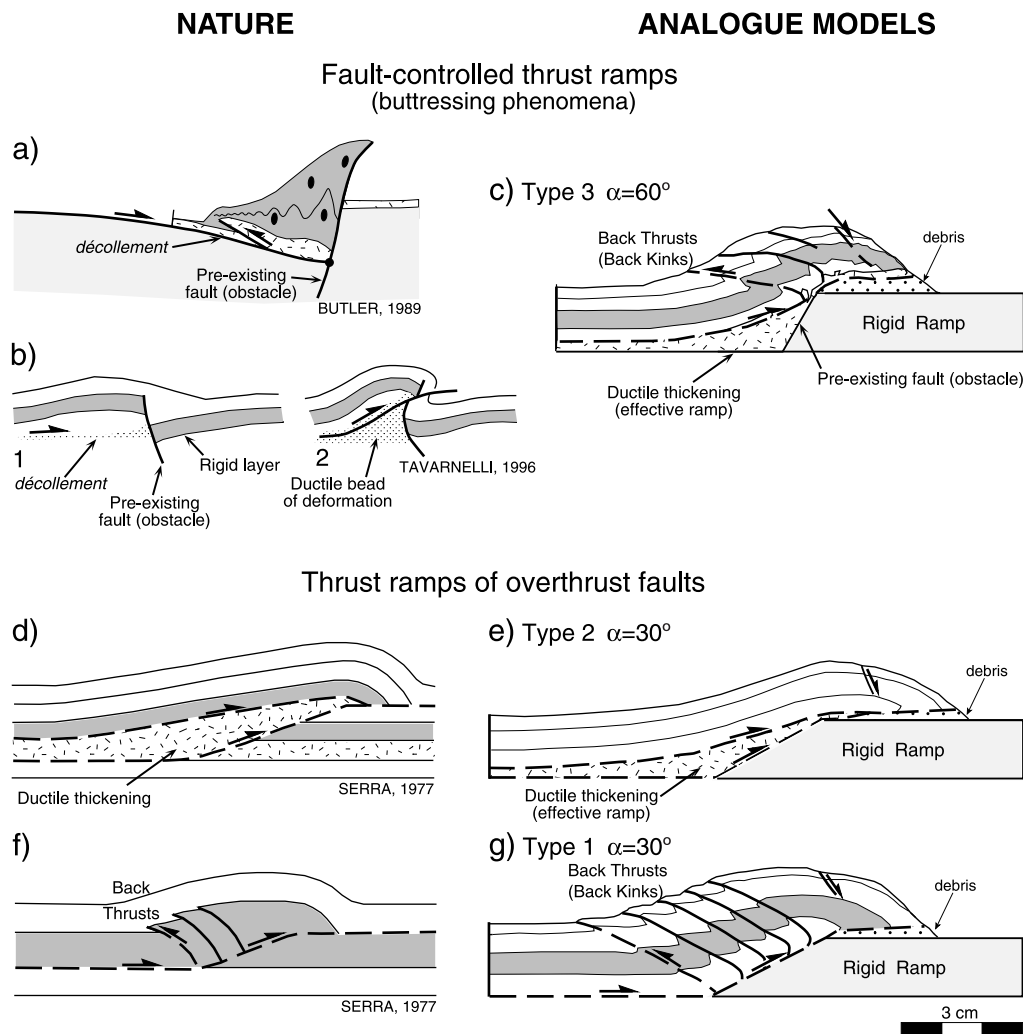 NATURE
ANALOGUE MODELS
Fault-controlled thrust ramps
(buttressing phenomena)
a)
décollement
Pre-existing
fault (obstacle)
BUTLER, 1989
c) Type 3 α=60°
Back Thrusts
(Back Kinks)
debris
Rigid Ramp
Ductile thickening
(effective ramp)
Pre-existing fault (obstacle)
b)
1
décollement
Rigid layer
Pre-existing
fault (obstacle)
2
TAVARNELLI, 1996
Ductile bead
of deformation
Thrust ramps of overthrust faults
d)
Ductile thickening
SERRA, 1977
e) Type 2 α=30°
debris
Rigid Ramp
Ductile thickening
(effective ramp)
f)
Back
Thrusts
SERRA, 1977
g) Type 1 α=30°
Back Thrusts
(Back Kinks)
debris
Rigid Ramp
3 cm